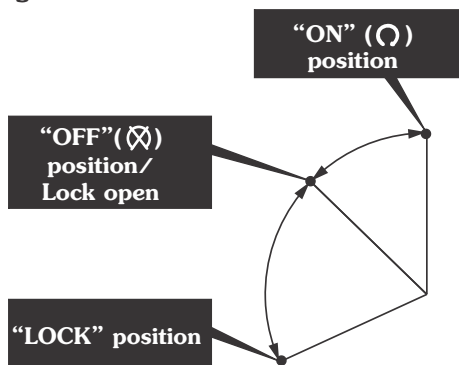 g
“ON” ( )
position
“OFF”( )
position/
Lock open
“LOCK” position